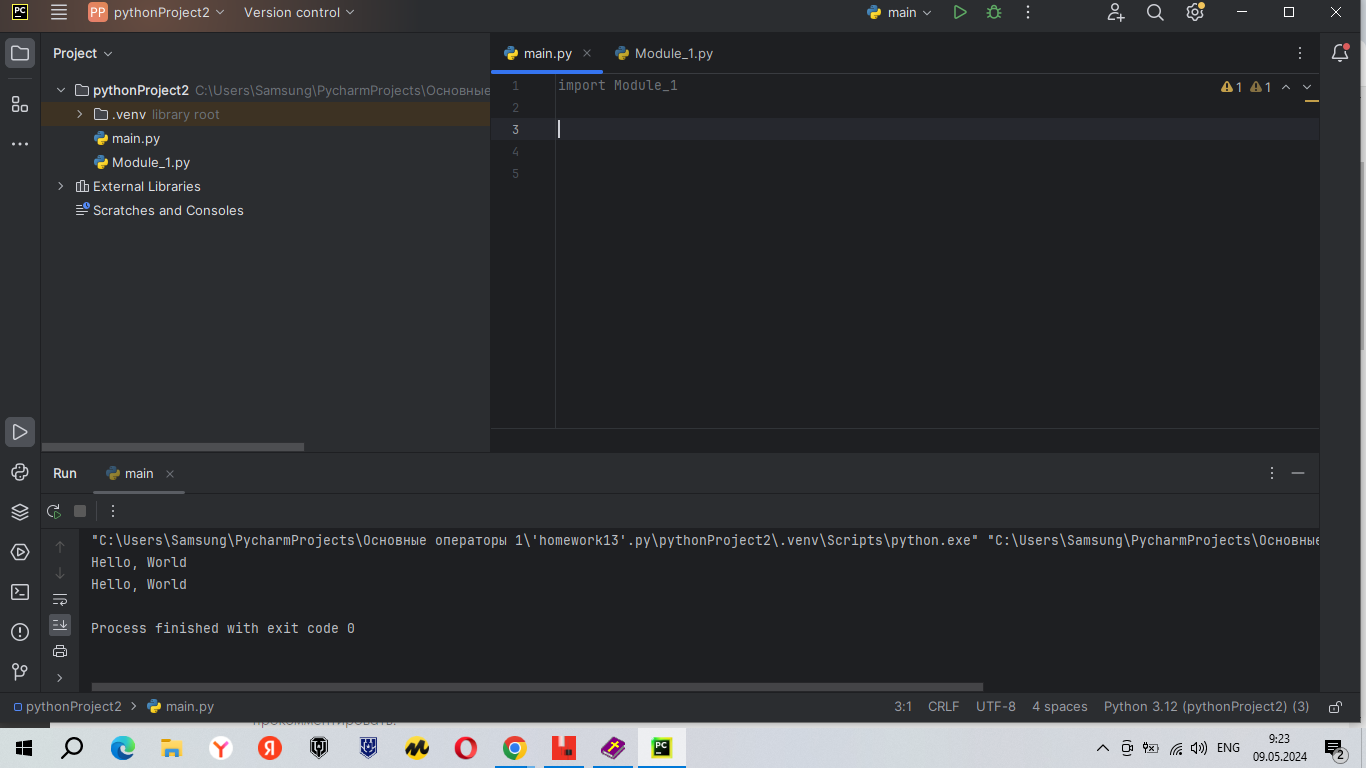 PC
PP pythonProject2 Version control main
Project
main.py Module_1.py
pythonProject2 C:\Users\Samsung\PycharmProjects\Основные
.venv library root
main.py
Module_1.py
External Libraries
Scratches and Consoles
1 import Module_1
1 1
2
3
4
5
Run main
"C:\Users\Samsung\PycharmProjects\Основные операторы 1\'homework13'.py\pythonProject2\.venv\Scripts\python.exe" "C:\Users\Samsung\PycharmProjects\Основные
Hello, World
Hello, World
Process finished with exit code 0
pythonProject2 main.py 3:1 CRLF UTF-8 4 spaces Python 3.12 (pythonProject2) (3)
прокомментировать.
ENG 9:23
09.05.2024
2